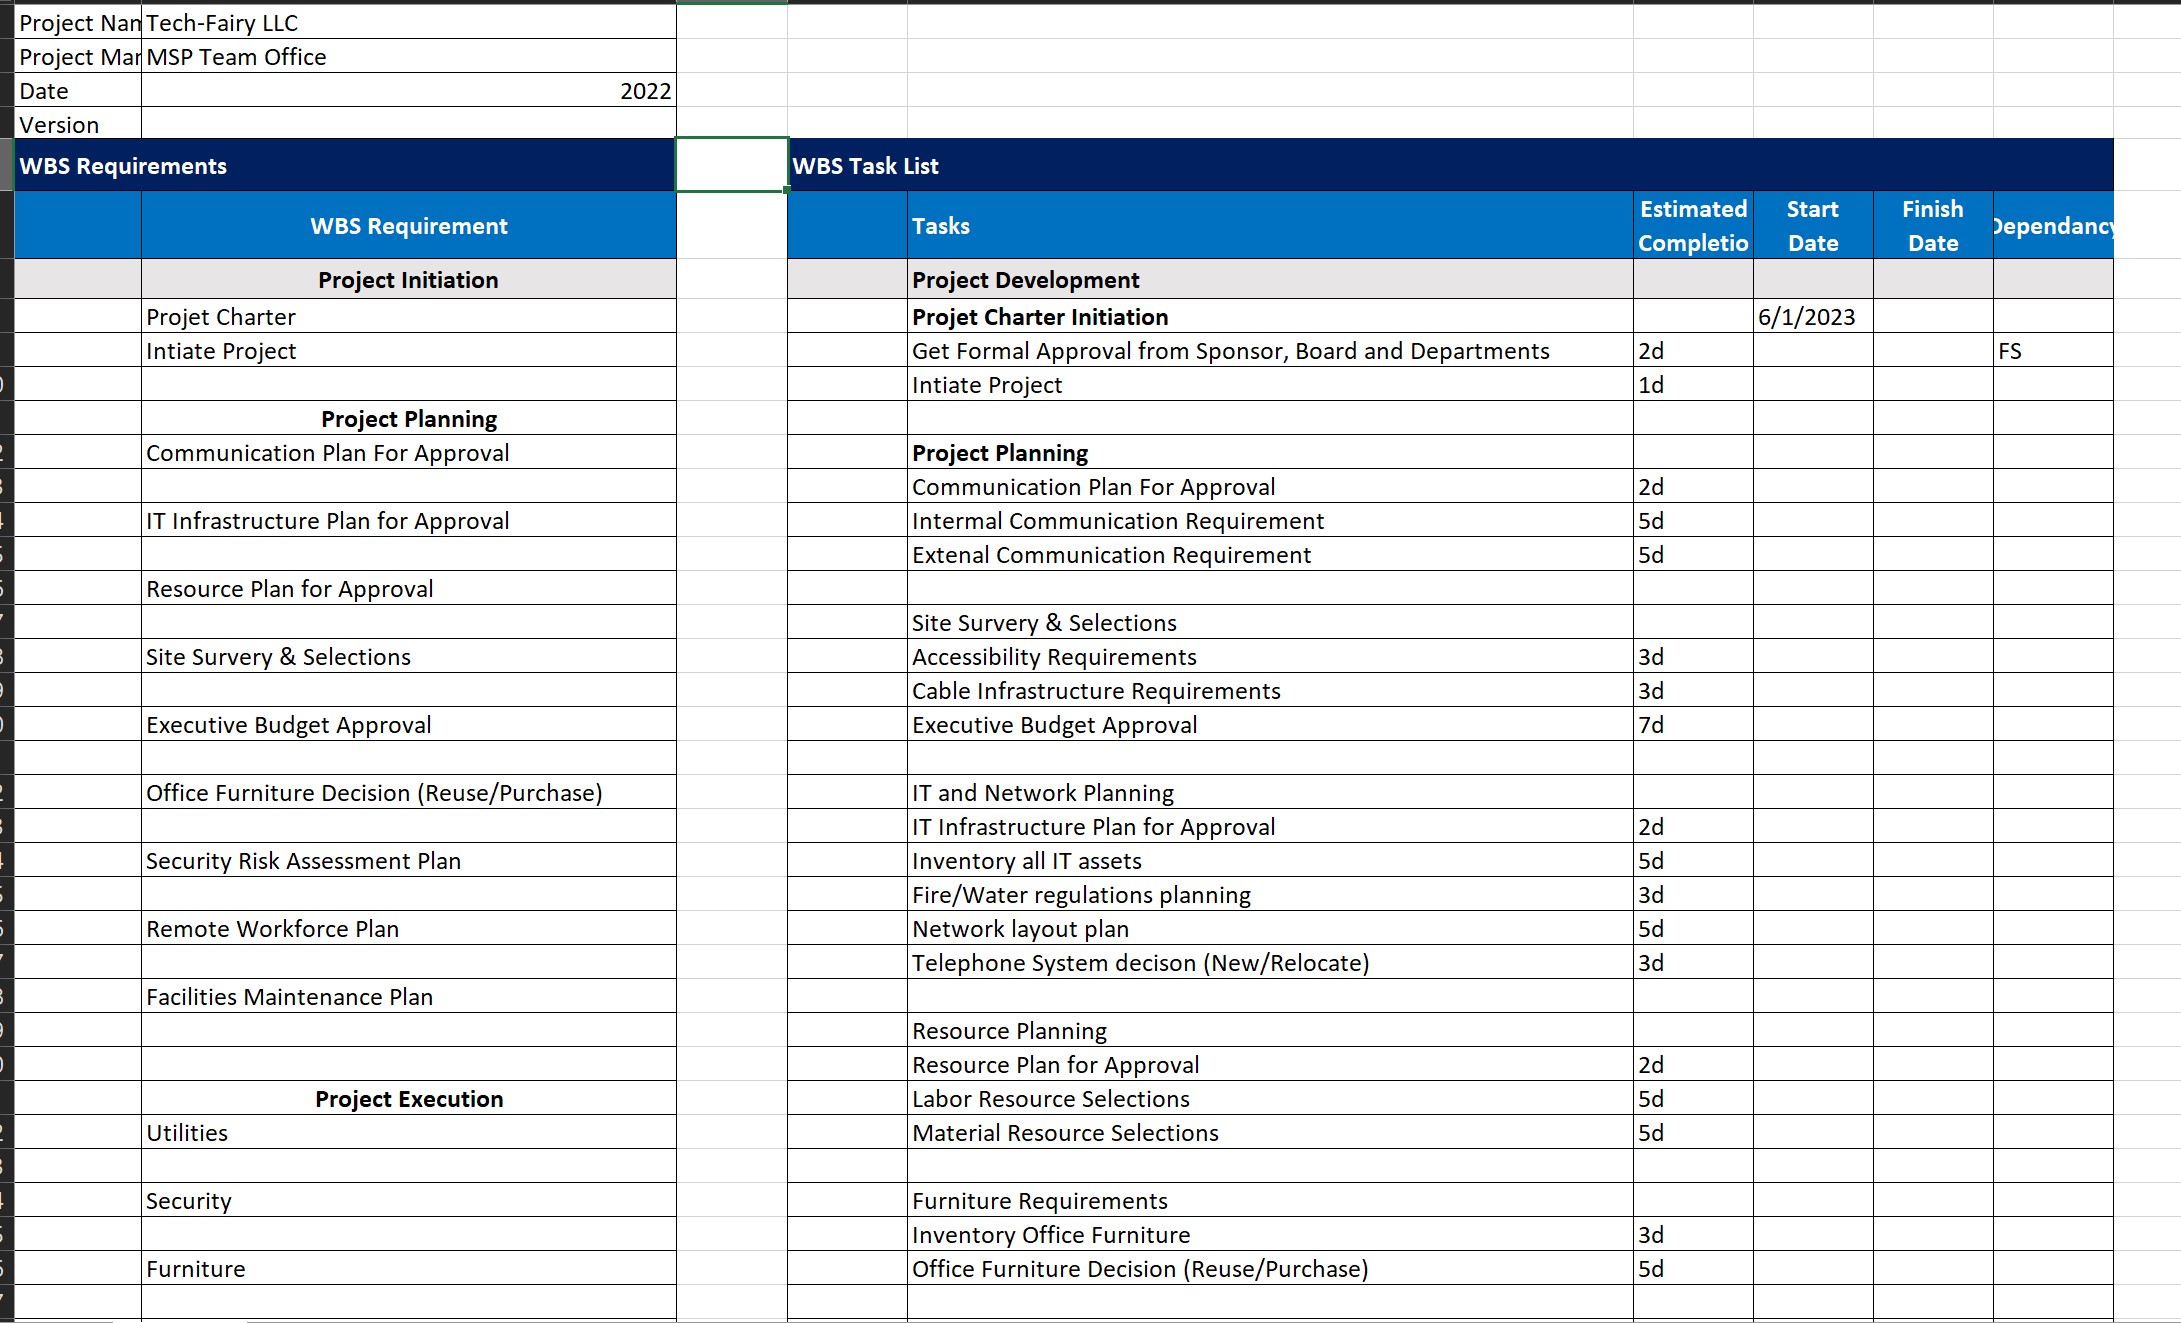 Project Nam Tech-Fairy LLC
Project Man MSP Team Office
Date 2022
Version
WBS Requirements WBS Task List
WBS Requirement Tasks Estimated Completio Start Date Finish Date Dependancy
Project Initiation Project Development
Projet Charter Projet Charter Initiation 6/1/2023
Intiate Project Get Formal Approval from Sponsor, Board and Departments 2d FS
Intiate Project 1d
Project Planning
Communication Plan For Approval Project Planning
Communication Plan For Approval 2d
IT Infrastructure Plan for Approval Intermal Communication Requirement 5d
Extenal Communication Requirement 5d
Resource Plan for Approval
Site Survery & Selections
Site Survery & Selections Accessibility Requirements 3d
Cable Infrastructure Requirements 3d
Executive Budget Approval Executive Budget Approval 7d
Office Furniture Decision (Reuse/Purchase) IT and Network Planning
IT Infrastructure Plan for Approval 2d
Security Risk Assessment Plan Inventory all IT assets 5d
Fire/Water regulations planning 3d
Remote Workforce Plan Network layout plan 5d
Telephone System decison (New/Relocate) 3d
Facilities Maintenance Plan
Resource Planning
Resource Plan for Approval 2d
Project Execution Labor Resource Selections 5d
Utilities Material Resource Selections 5d
Security Furniture Requirements
Inventory Office Furniture 3d
Furniture Office Furniture Decision (Reuse/Purchase) 5d